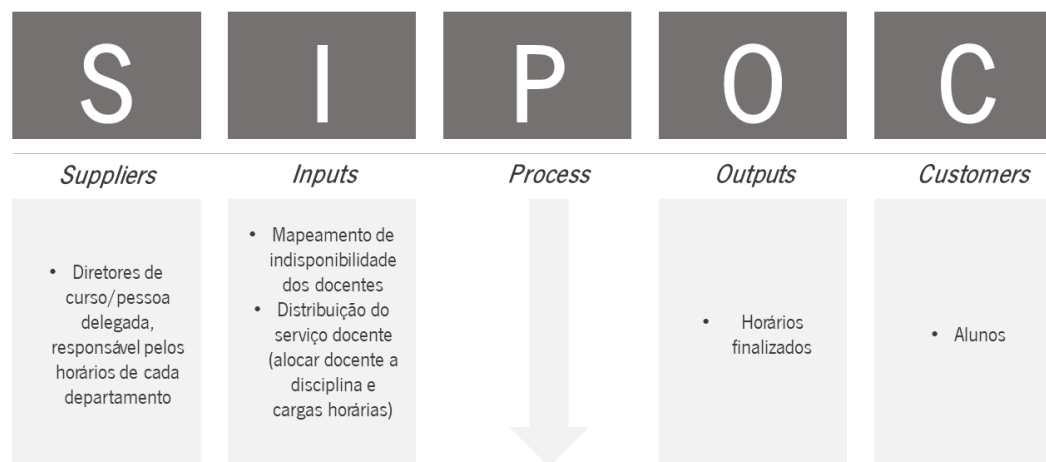 S I P O C
Suppliers Inputs Process Outputs Customers
• Diretores de
curso/pessoa
delegada,
responsável pelos
horários de cada
departamento
• Mapeamento de
indisponibilidade
dos docentes
• Distribuição do
serviço docente
(alocar docente a
disciplina e
cargas horárias)
• Horários
finalizados
• Alunos